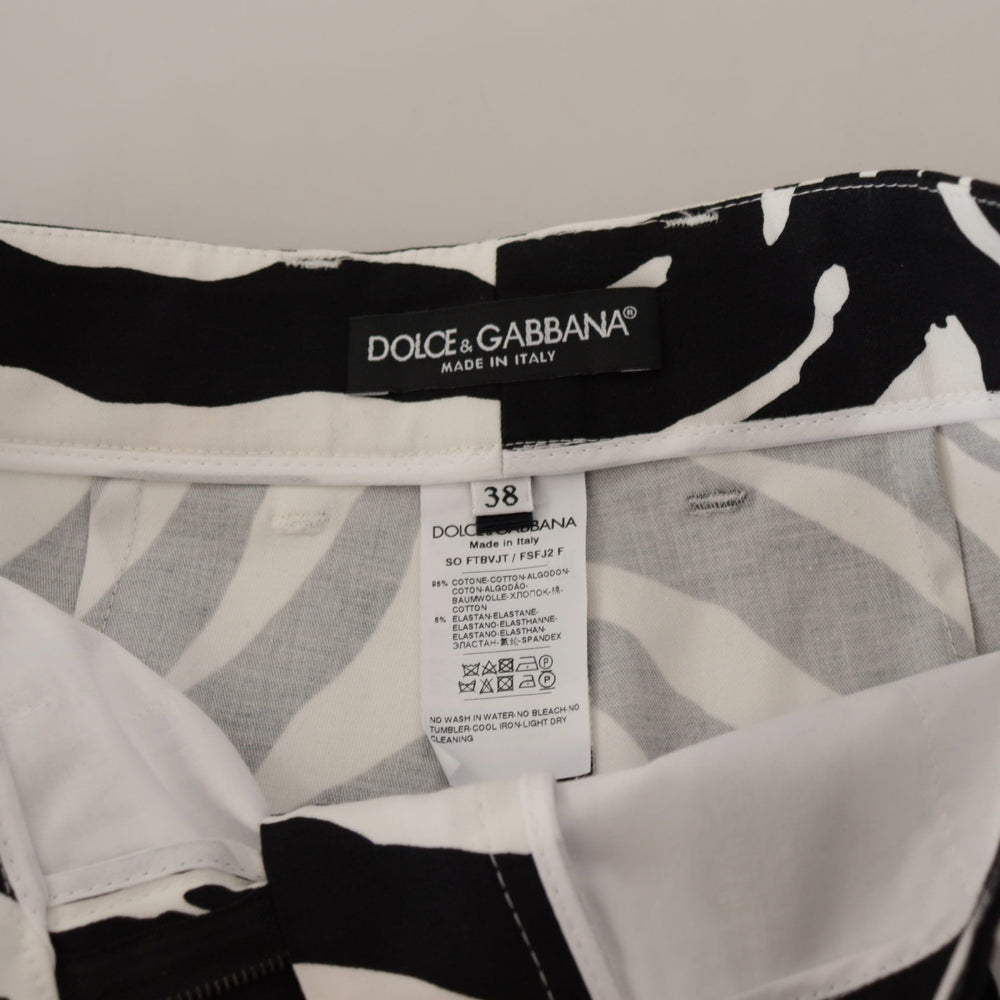 DOLCE & GABBANA®
MADE IN ITALY
38
DOLCE GABBANA
Made in Italy
SO FTBVJT / FSFJ2 F
95% COTONE-COTTON-ALGODON-
COTON-ALGODÃO-
BAUMWOLLE-ХЛОПОК-棉-
COTTON
5% ELASTAN-ELASTANE-
ELASTANO-ELASTHANNE-
ELASTANO-ELASTHAN-
ЭЛАСТАН-氨纶-SPANDEX
P
P
NO WASH IN WATER-NO BLEACH-NO
TUMBLER-COOL IRON-LIGHT DRY
CLEANING